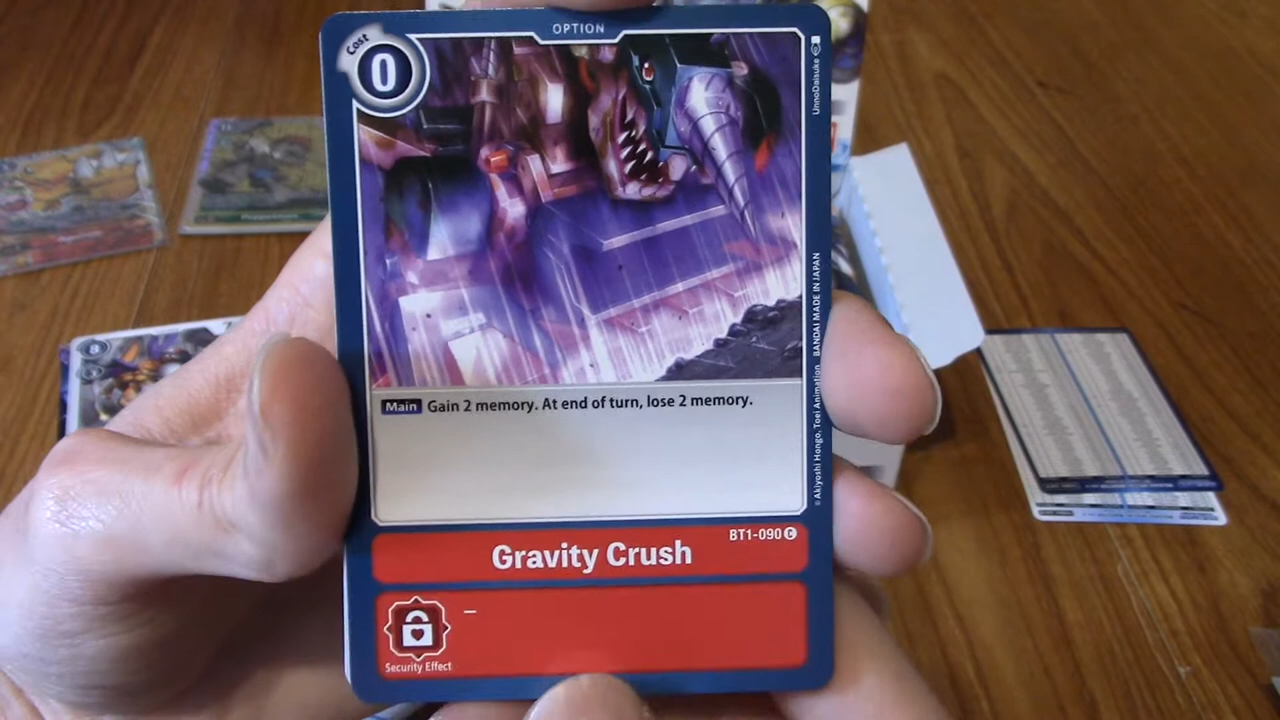 OPTION
Cost
0
UnnoDaisuke
Main Gain 2 memory. At end of turn, lose 2 memory.
© Akiyoshi Hongo, Toei Animation BANDAI MADE IN JAPAN
BT1-090 C
Gravity Crush
–
Security Effect